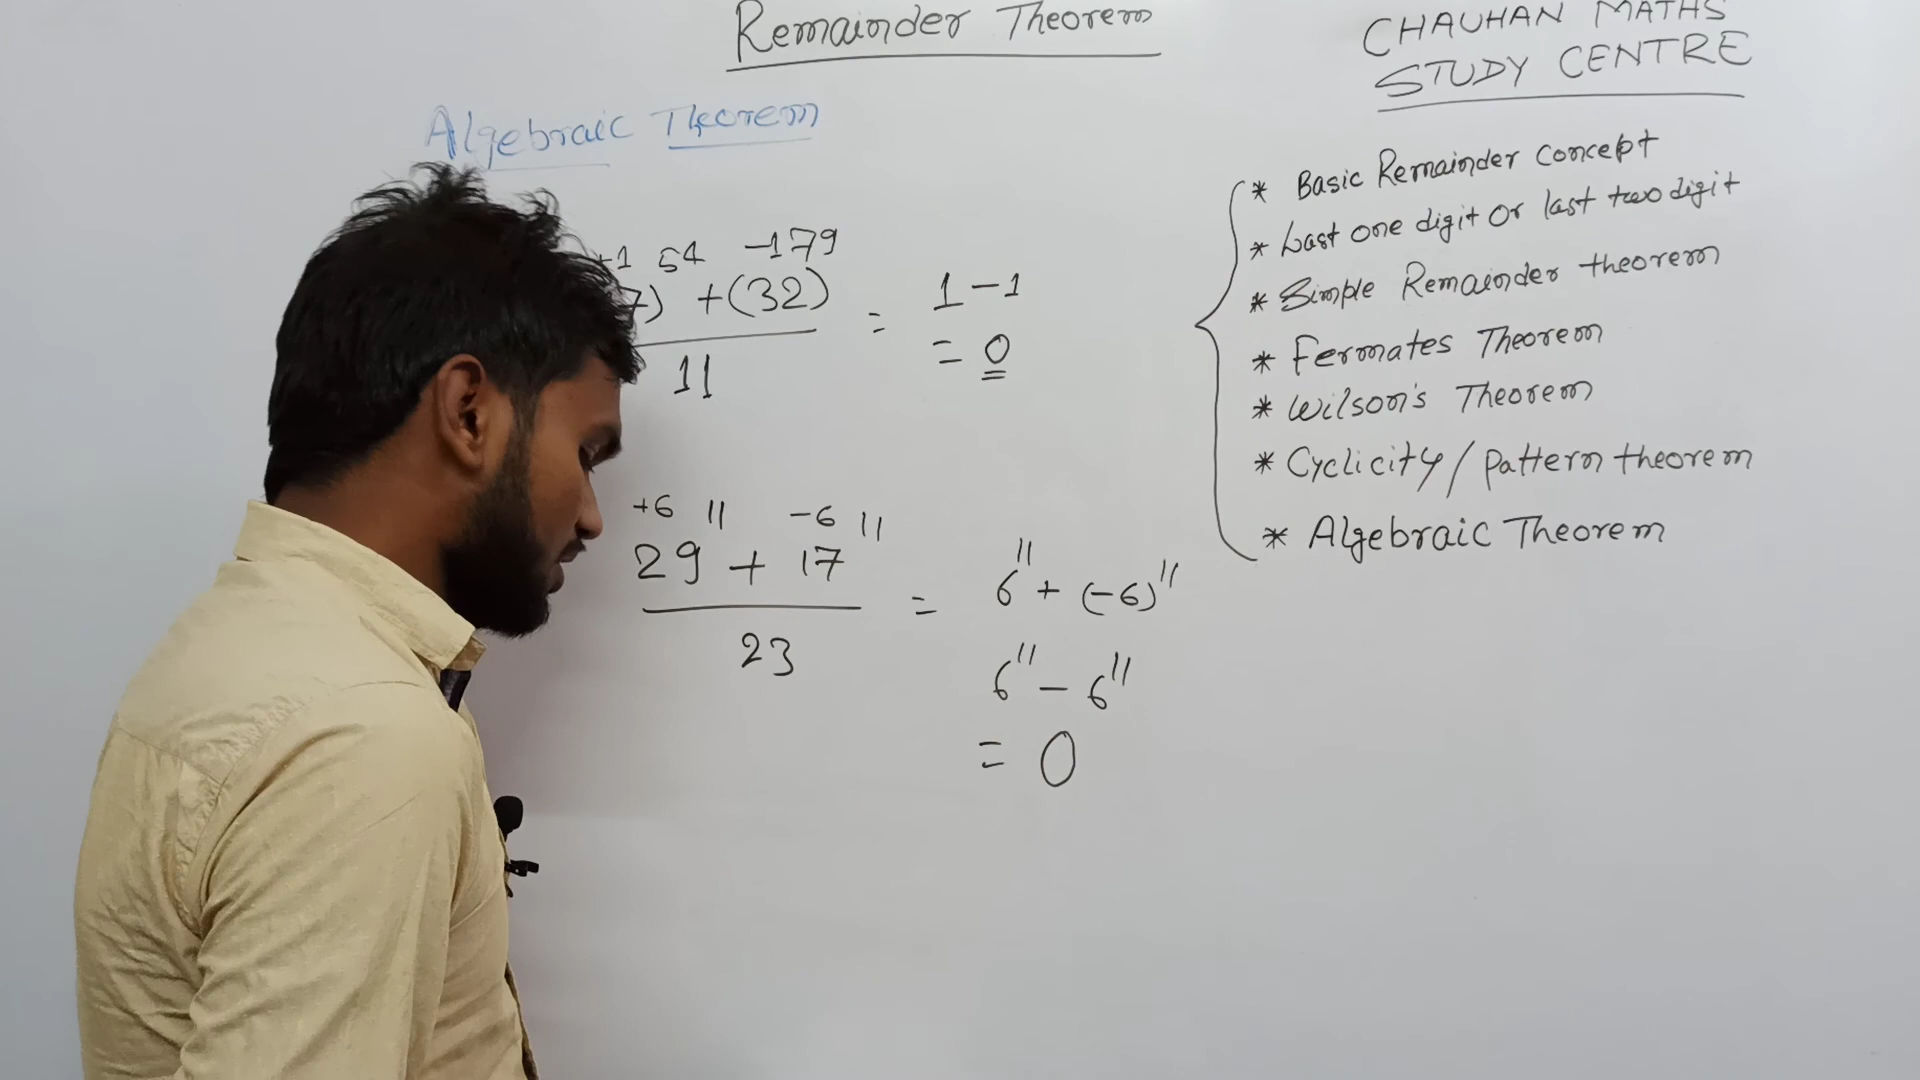 Remainder Theorem
CHAUHAN MATHS
STUDY CENTRE
Algebraic Theorem
* Basic Remainder concept
* Last one digit or last two digit
* Simple Remainder theorem
* Fermates Theorem
* Wilson's Theorem
* Cyclicity / pattern theorem
* Algebraic Theorem
+1 54 -1 79
7) + (32)
11
= 1 - 1
= 0
+6 11 -6 11
29 + 17
23
= 6^11 + (-6)^11
6^11 - 6^11
= 0